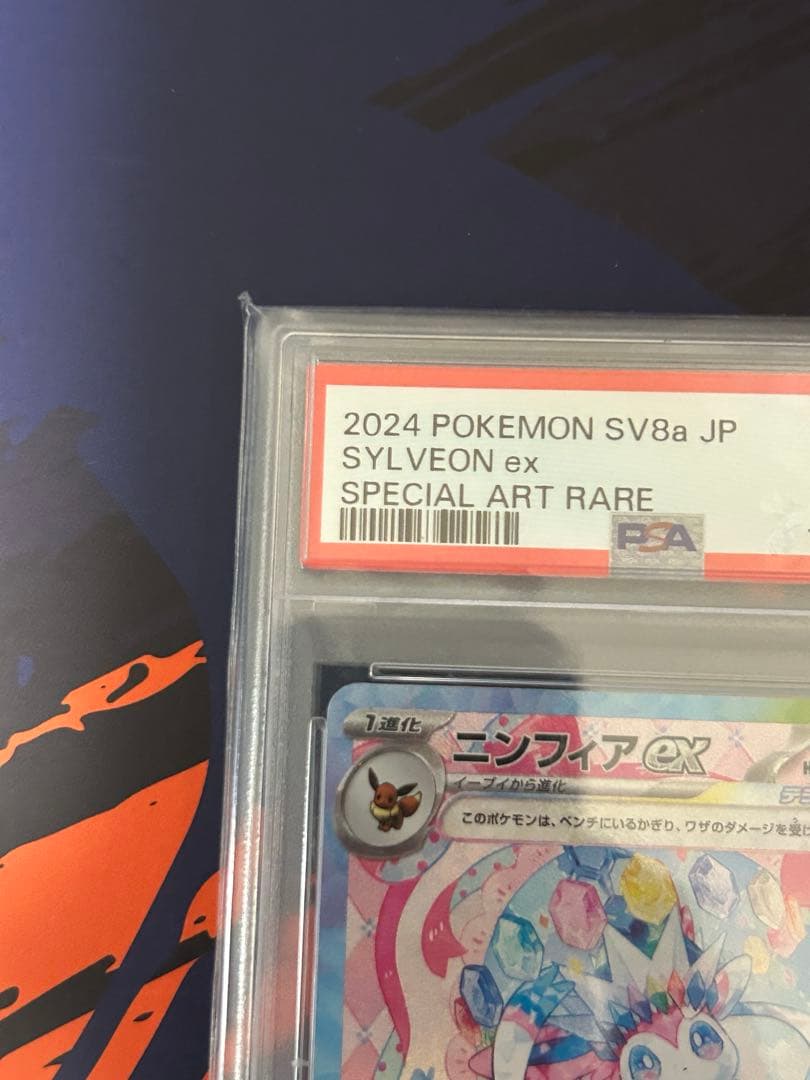 2024 POKEMON SV8a JP
SYLVEON ex
SPECIAL ART RARE
PSA
1進化
ニンフィアex
イーブイから進化
このポケモンは、ベンチにいるかぎり、ワザのダメージを受け